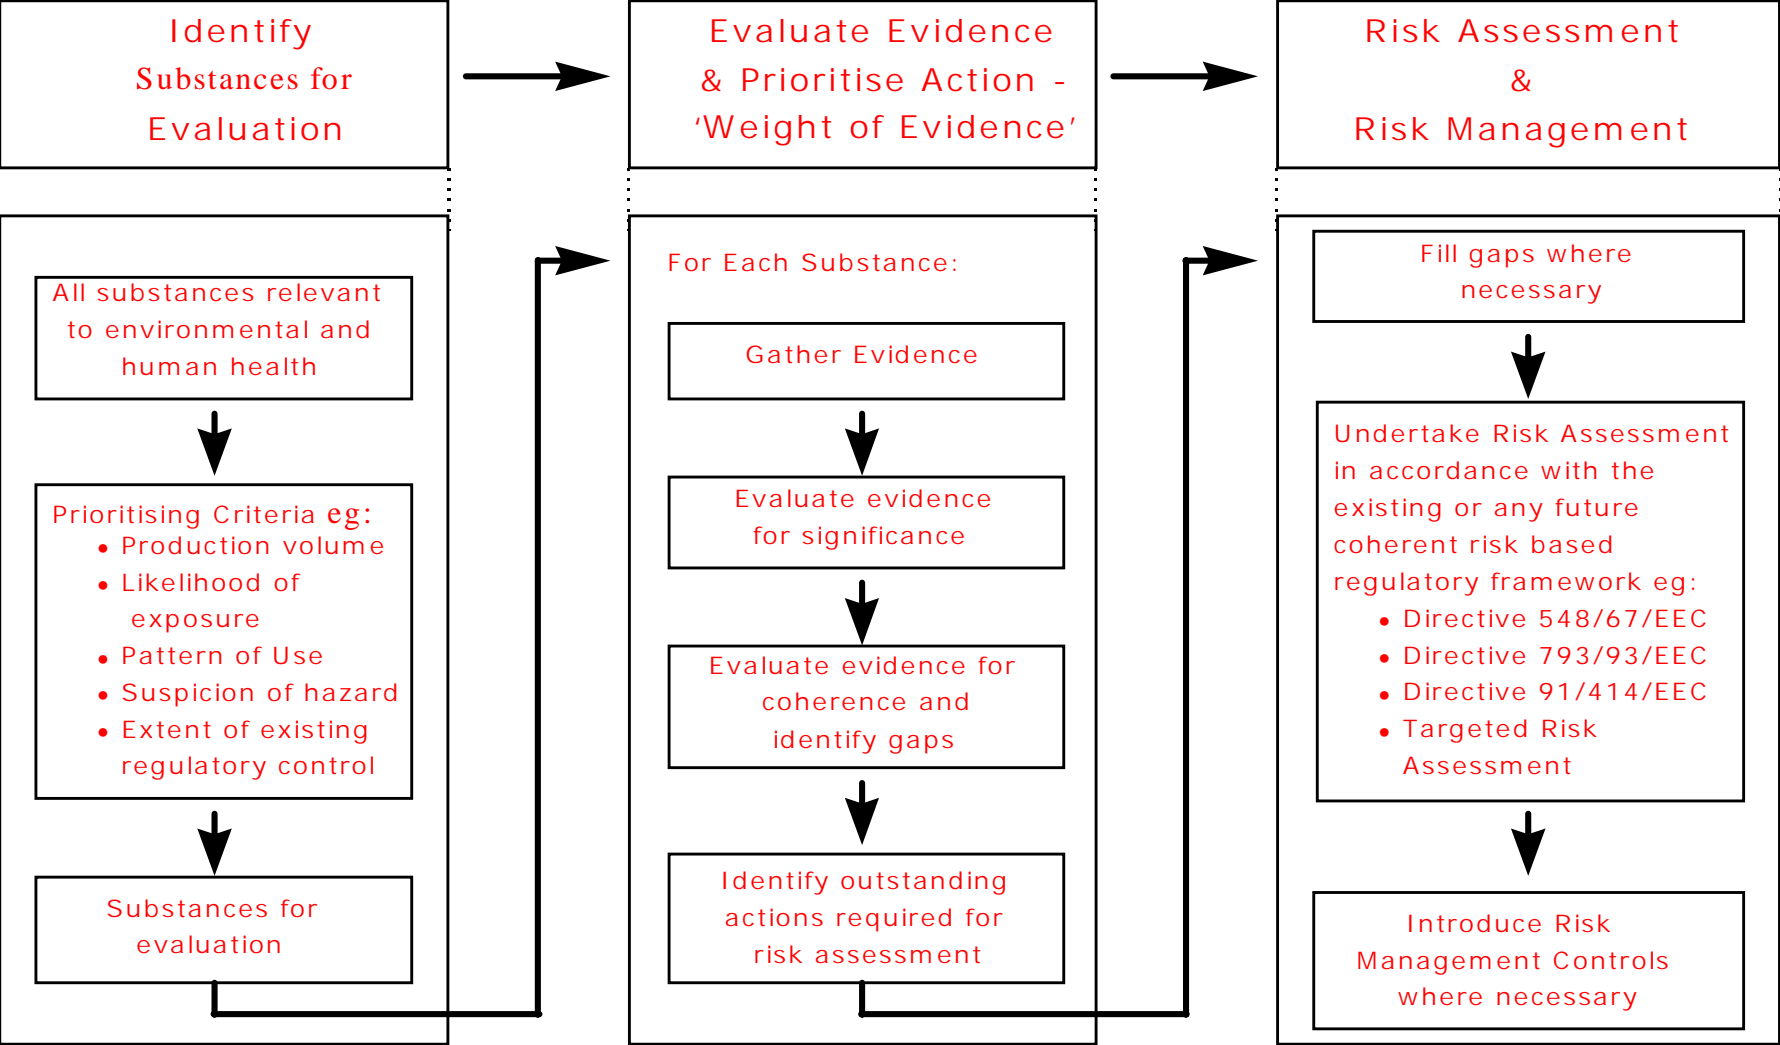 Identify
Substances for
Evaluation
Evaluate Evidence
& Prioritise Action -
‘Weight of Evidence’
Risk Assessment
&
Risk Management
All substances relevant
to environmental and
human health
Prioritising Criteria eg:
• Production volume
• Likelihood of
exposure
• Pattern of Use
• Suspicion of hazard
• Extent of existing
regulatory control
Substances for
evaluation
For Each Substance:
Gather Evidence
Evaluate evidence
for significance
Evaluate evidence for
coherence and
identify gaps
Identify outstanding
actions required for
risk assessment
Fill gaps where
necessary
Undertake Risk Assessment
in accordance with the
existing or any future
coherent risk based
regulatory framework eg:
• Directive 548/67/EEC
• Directive 793/93/EEC
• Directive 91/414/EEC
• Targeted Risk
Assessment
Introduce Risk
Management Controls
where necessary